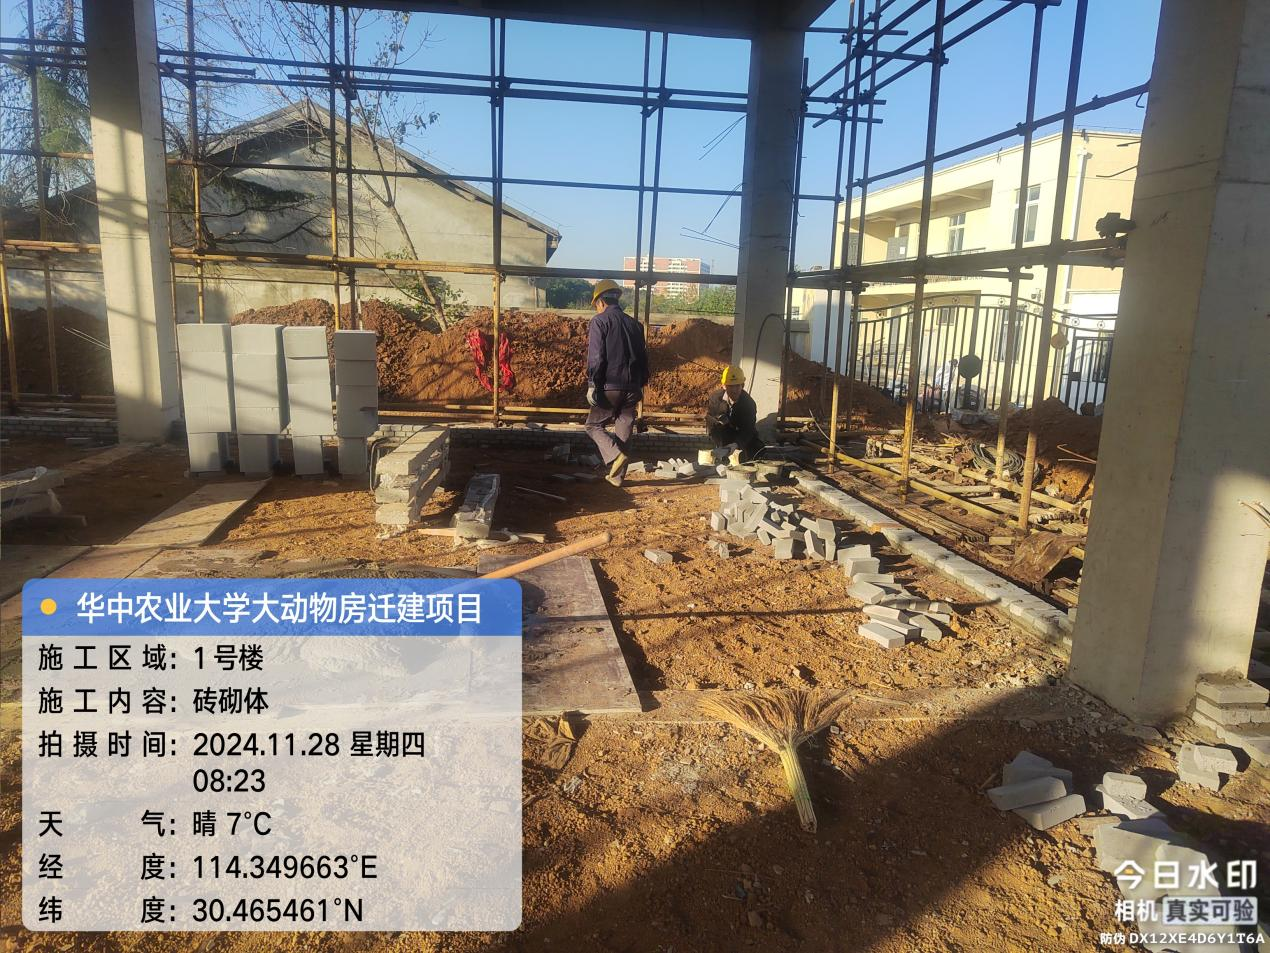 华中农业大学大动物房迁建项目
施工区域：1号楼
施工内容：砖砌体
拍摄时间：2024.11.28 星期四
08:23
天气：晴 7℃
经度：114.349663°E
纬度：30.465461°N
今日水印
相机 真实可验
防伪 DX12XE4D6Y1T6A